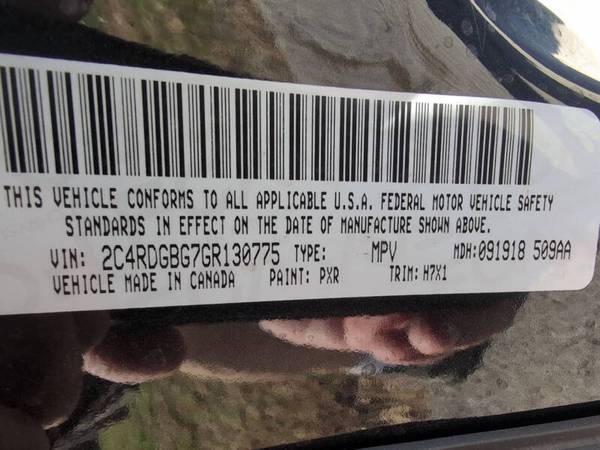 THIS VEHICLE CONFORMS TO ALL APPLICABLE U.S.A. FEDERAL MOTOR VEHICLE SAFETY
STANDARDS IN EFFECT ON THE DATE OF MANUFACTURE SHOWN ABOVE.
VIN: 2C4RDGBG7GR130775 TYPE: MPV MDH:091918 509AA
VEHICLE MADE IN CANADA PAINT: PXR TRIM: H7X1